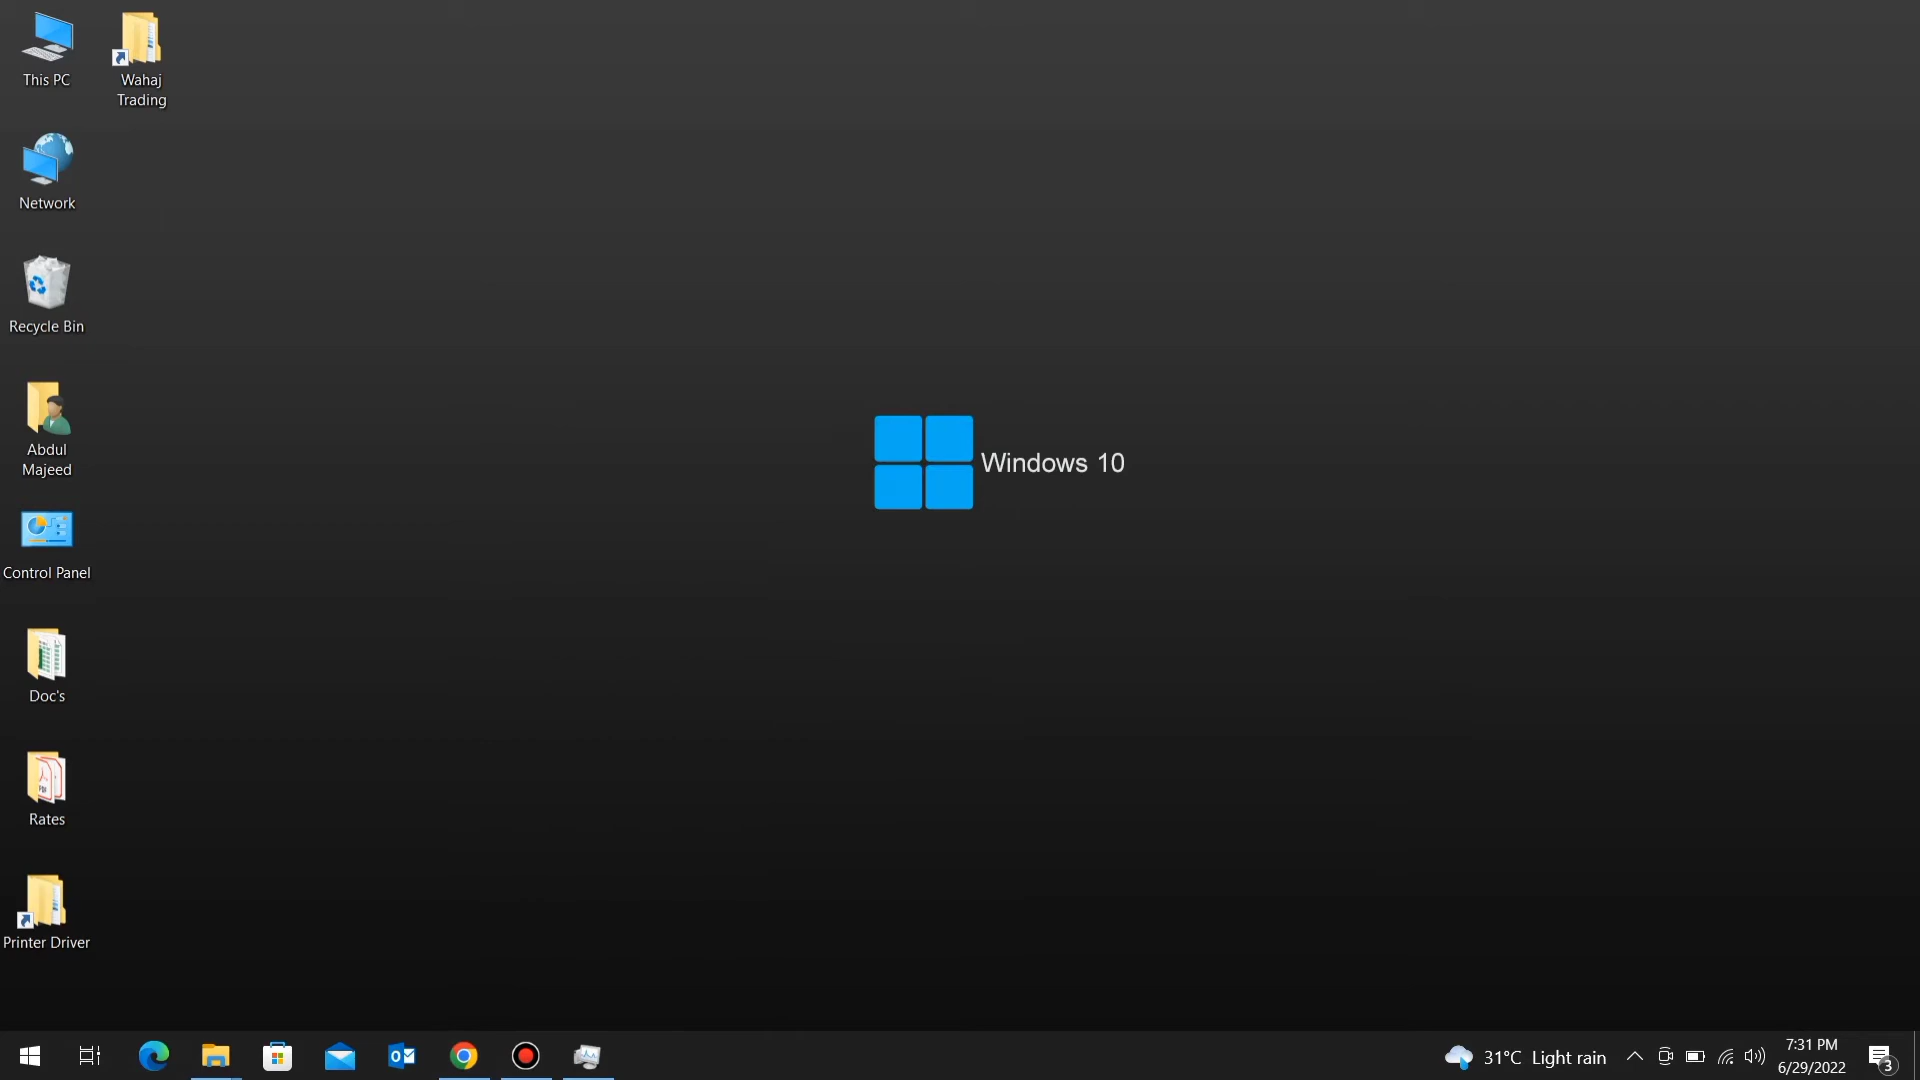 This PC
Wahaj
Trading
Network
Recycle Bin
Abdul
Majeed
Control Panel
Doc's
Rates
Printer Driver
Windows 10
31°C Light rain
7:31 PM
6/29/2022
3